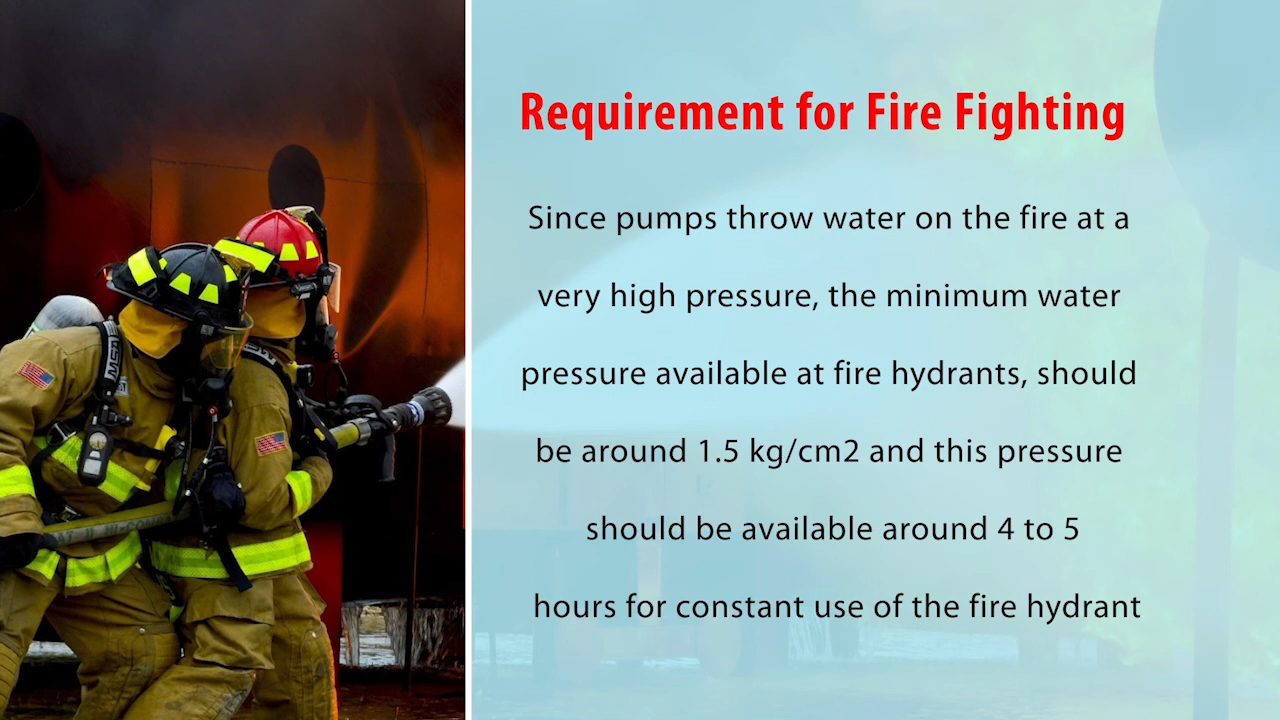 Requirement for Fire Fighting
Since pumps throw water on the fire at a
very high pressure, the minimum water
pressure available at fire hydrants, should
be around 1.5 kg/cm2 and this pressure
should be available around 4 to 5
hours for constant use of the fire hydrant
MSA